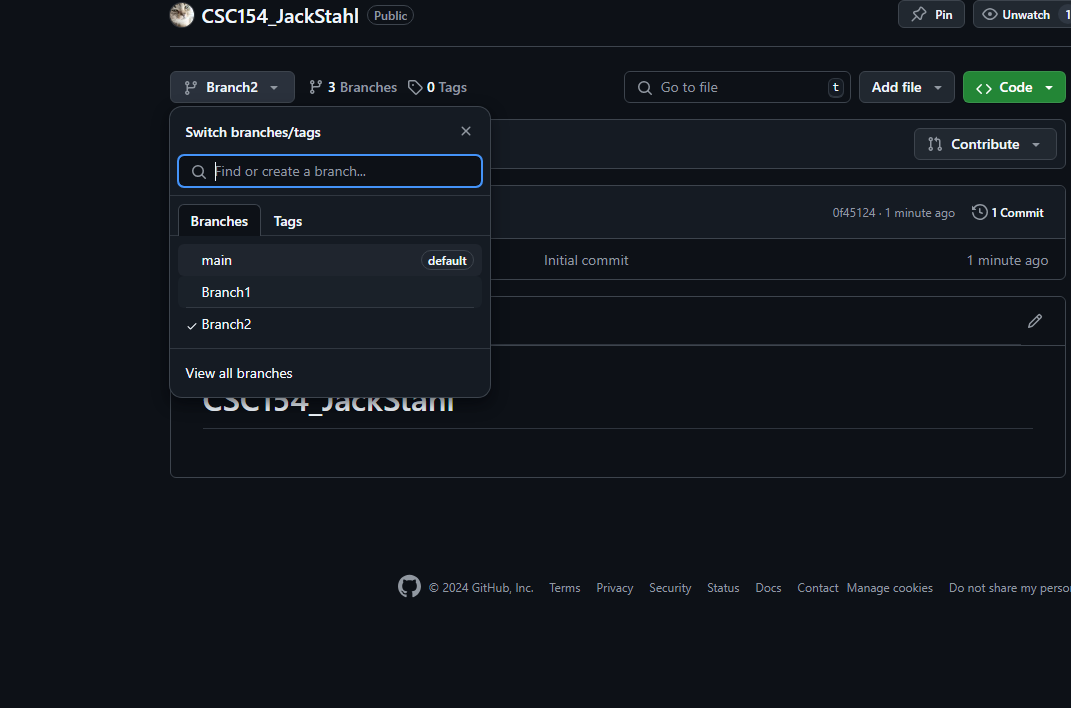 CSC154_JackStahl Public Pin Unwatch 1
Branch2 3 Branches 0 Tags Go to file t Add file Code
Switch branches/tags
Find or create a branch...
Contribute
Branches Tags
0f45124 · 1 minute ago 1 Commit
main default
Initial commit 1 minute ago
Branch1
Branch2
View all branches
CSC154_JackStahl
© 2024 GitHub, Inc. Terms Privacy Security Status Docs Contact Manage cookies Do not share my perso